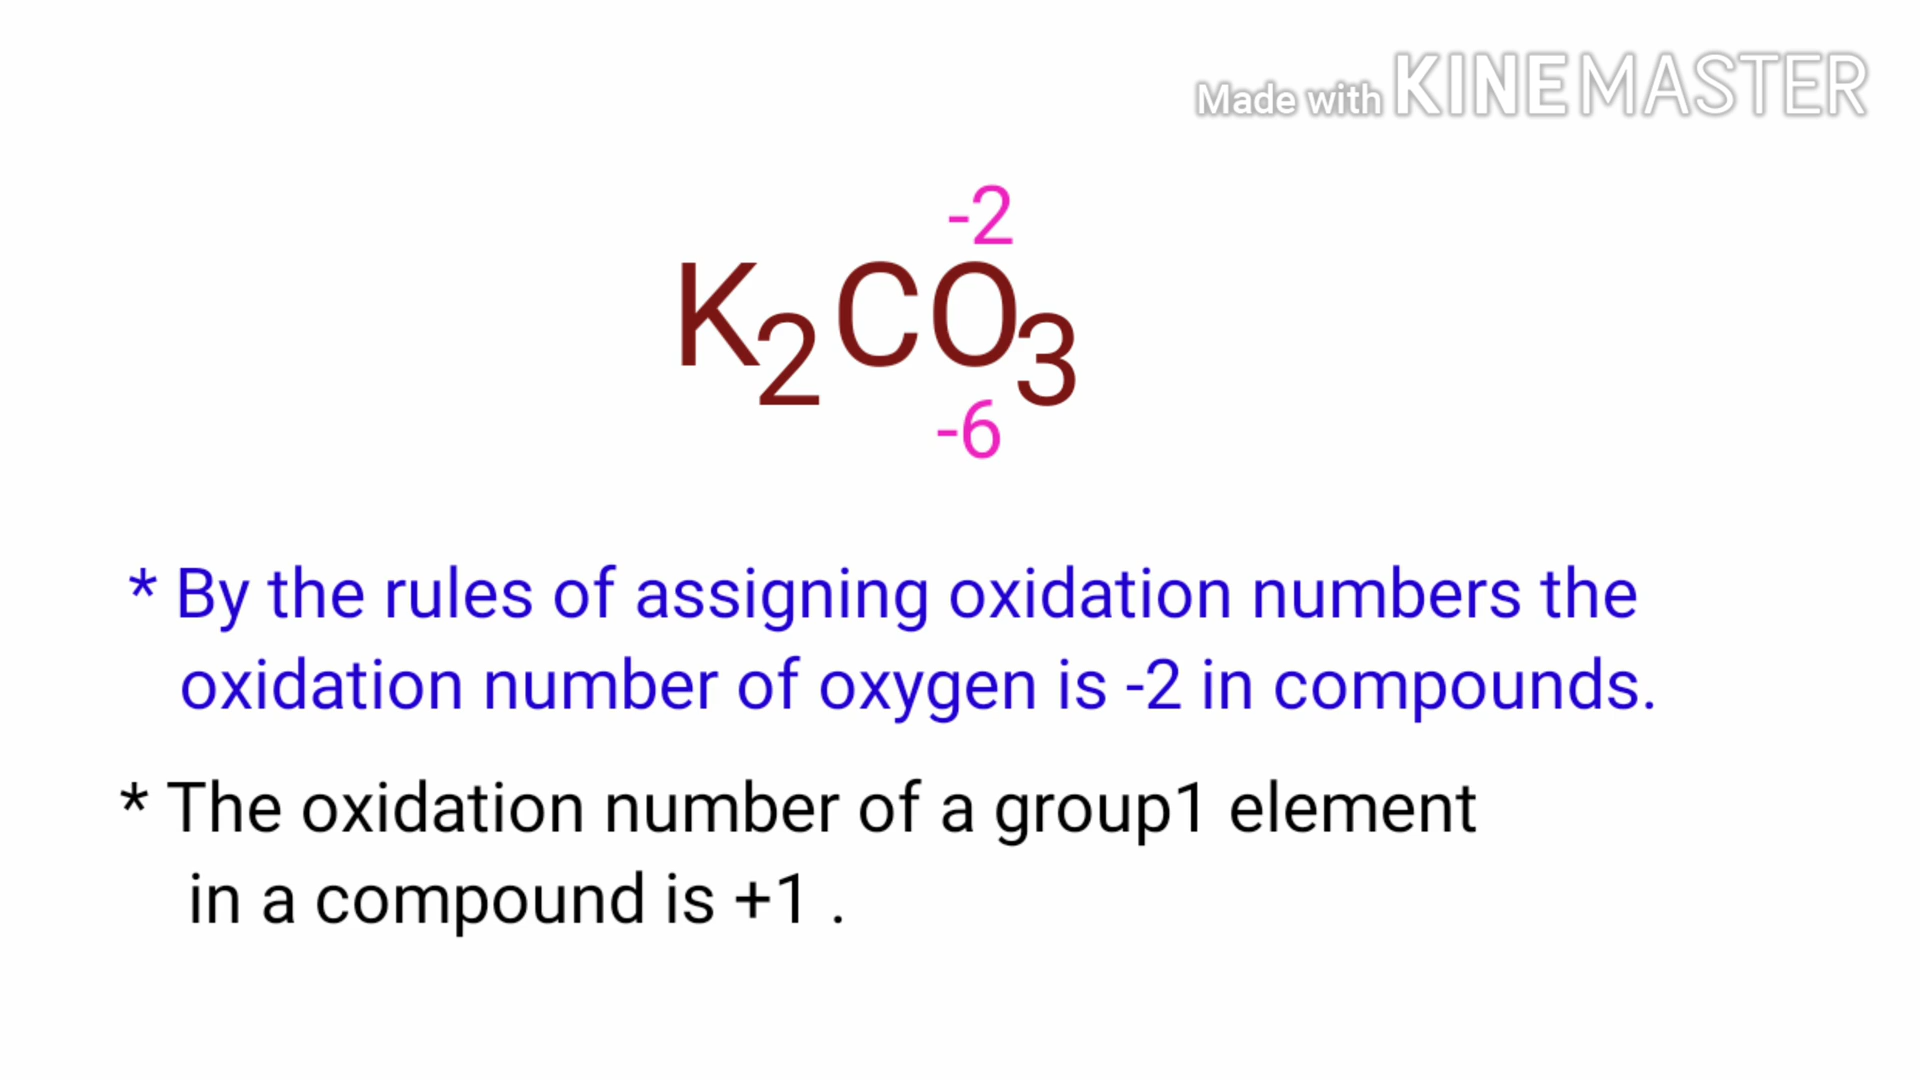 Made with KINEMASTER
-2
K2CO3
-6
* By the rules of assigning oxidation numbers the
oxidation number of oxygen is -2 in compounds.
* The oxidation number of a group1 element
in a compound is +1 .